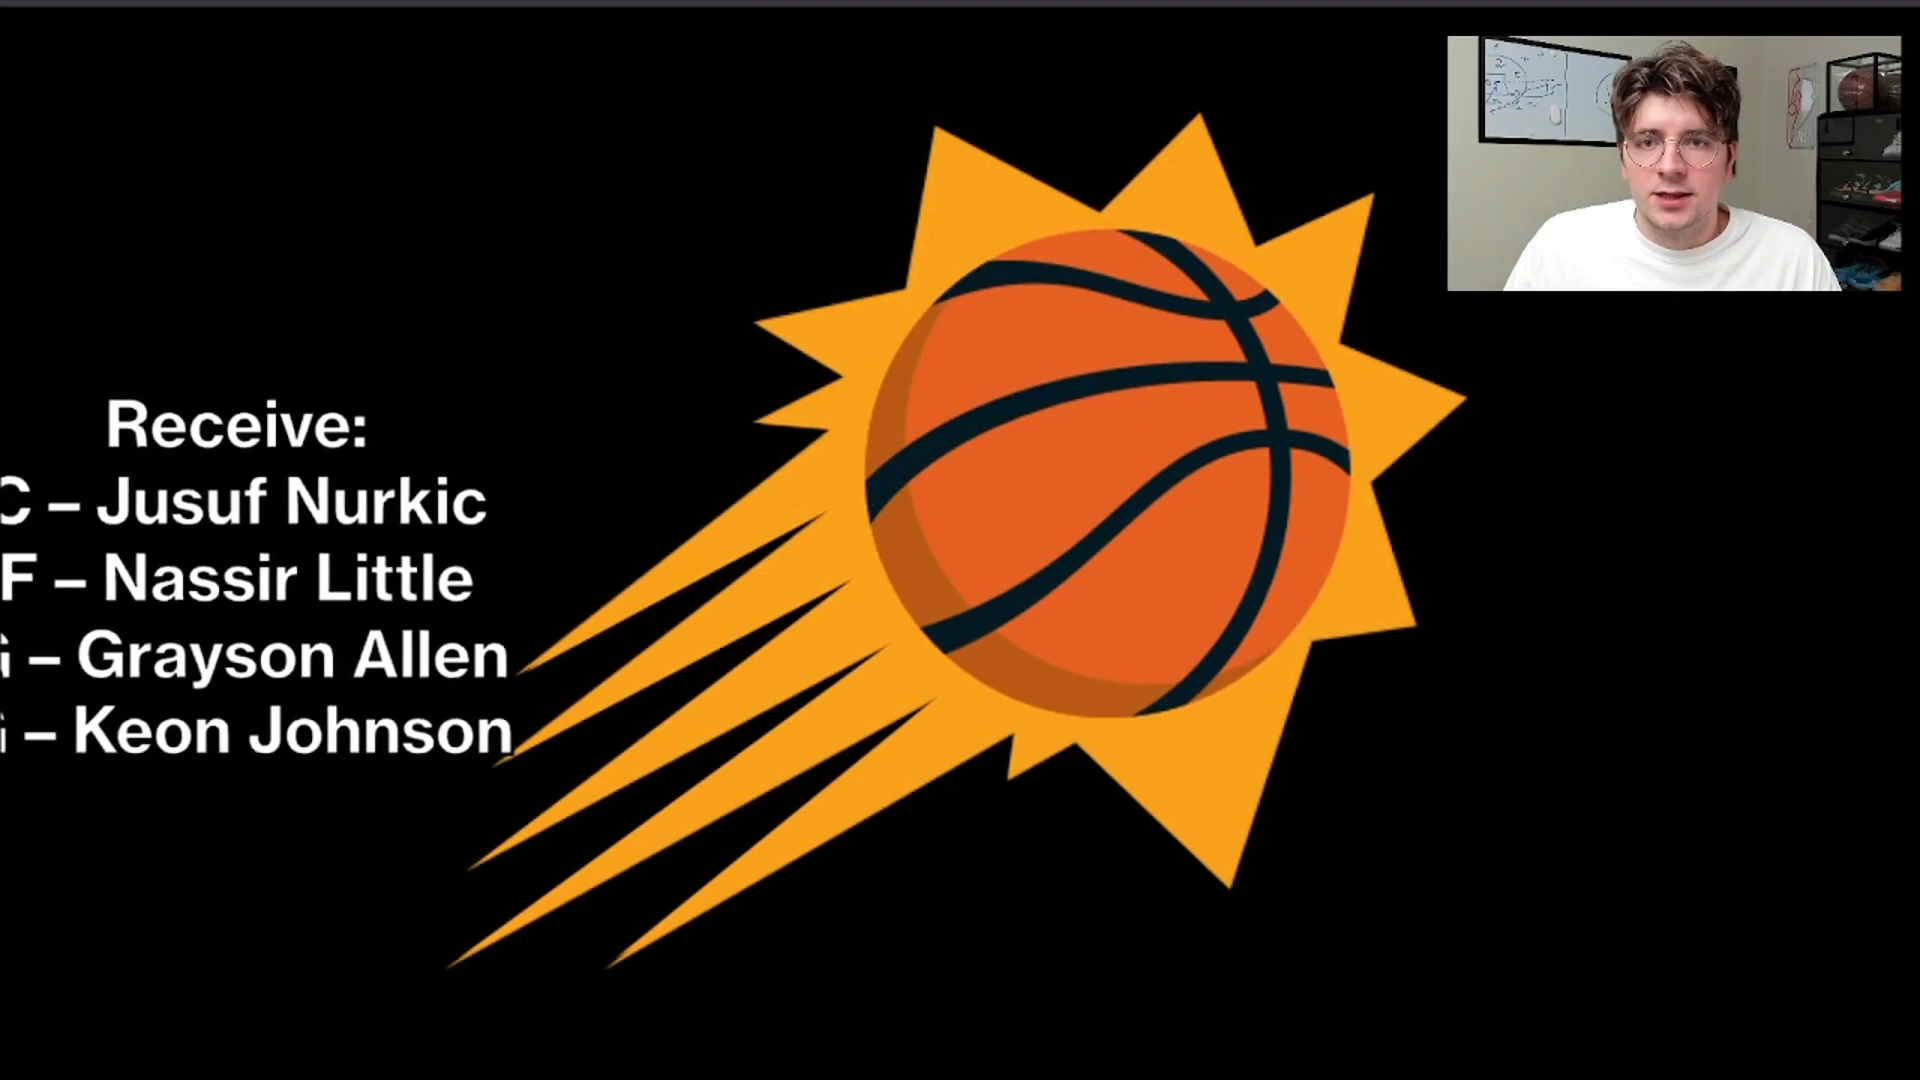 Receive:
C – Jusuf Nurkic
F – Nassir Little
G – Grayson Allen
G – Keon Johnson